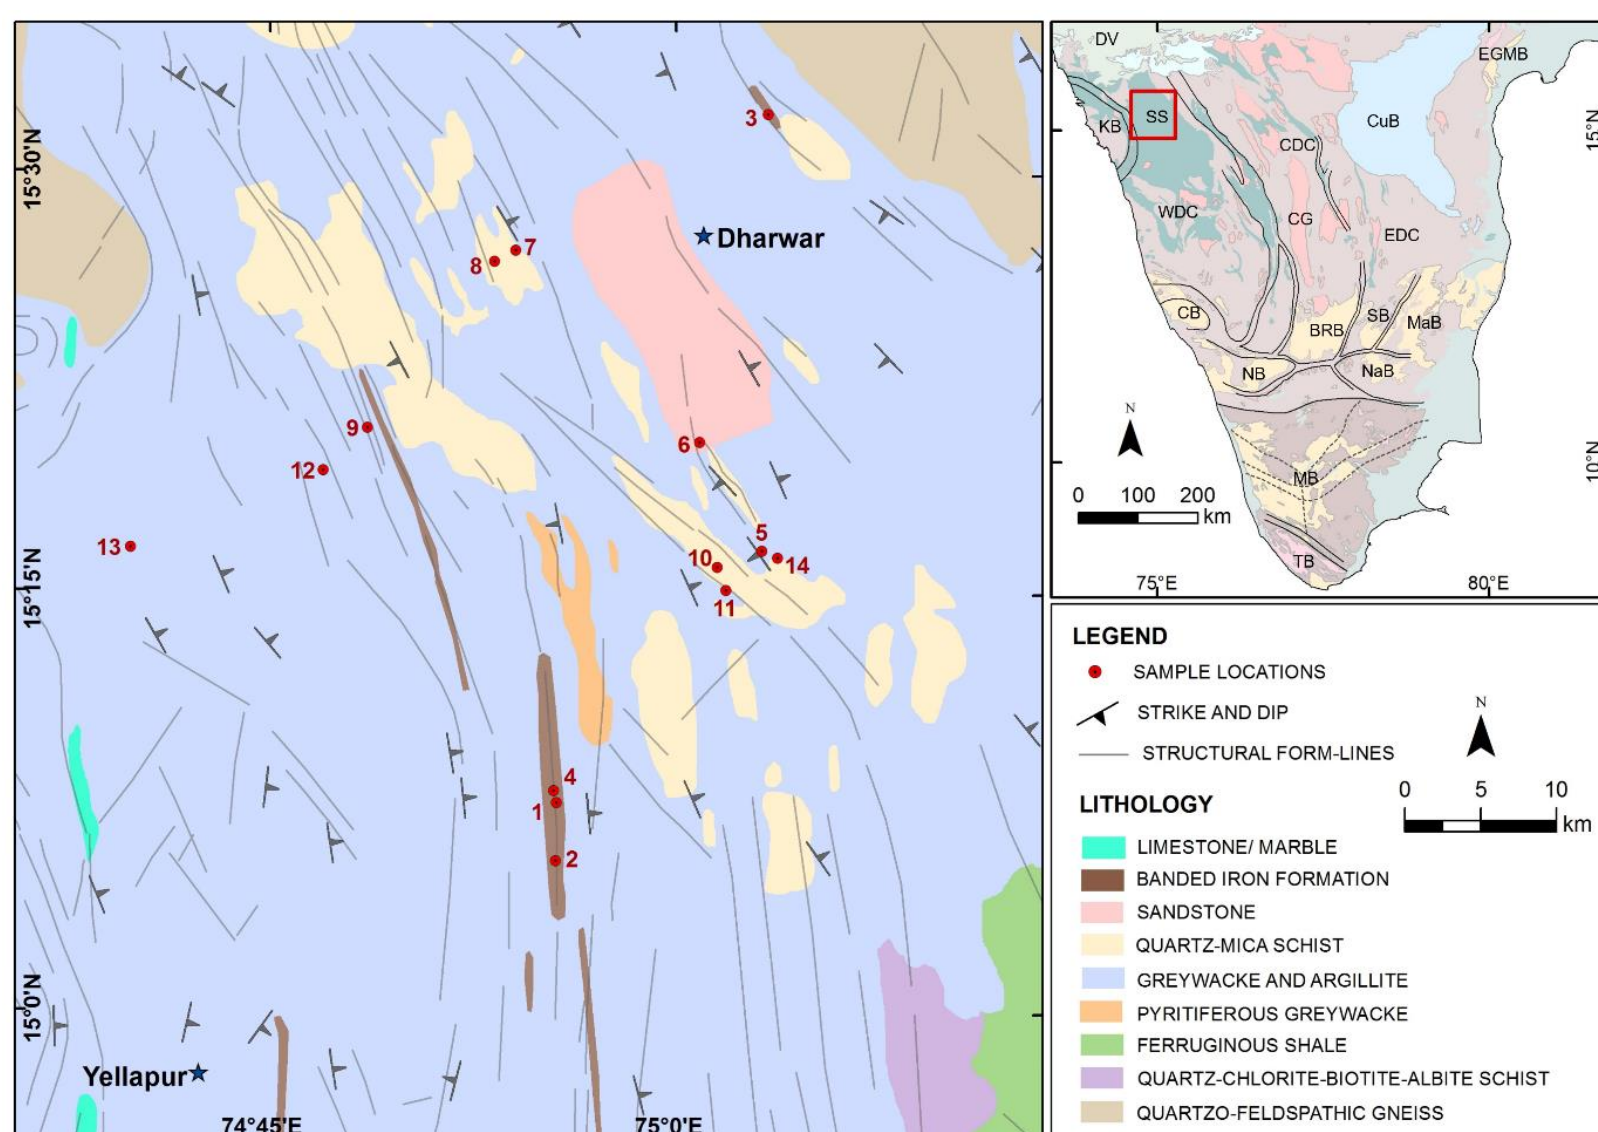 15°30'N
15°15'N
15°0'N
74°45'E
75°0'E
3
Dharwar
7
8
9
6
12
13
5
10
14
11
4
1
2
Yellapur
DV
EGMB
KB
SS
CuB
CDC
WDC
CG
EDC
CB
BRB
SB
MaB
NB
NaB
MB
TB
N
0 100 200
km
75°E
80°E
15°N
10°N
LEGEND
SAMPLE LOCATIONS
STRIKE AND DIP
STRUCTURAL FORM-LINES
N
0 5 10
km
LITHOLOGY
LIMESTONE/ MARBLE
BANDED IRON FORMATION
SANDSTONE
QUARTZ-MICA SCHIST
GREYWACKE AND ARGILLITE
PYRITIFEROUS GREYWACKE
FERRUGINOUS SHALE
QUARTZ-CHLORITE-BIOTITE-ALBITE SCHIST
QUARTZO-FELDSPATHIC GNEISS